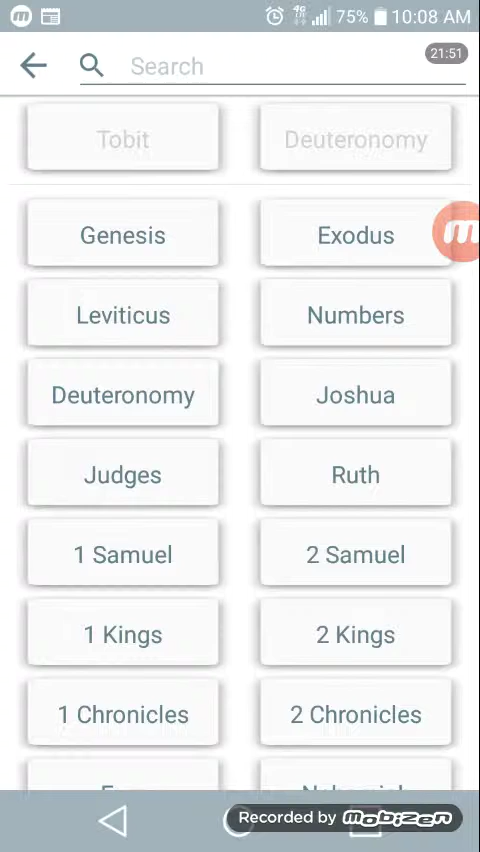 4G 75% 10:08 AM
21:51
Search
Tobit Deuteronomy
Genesis Exodus
Leviticus Numbers
Deuteronomy Joshua
Judges Ruth
1 Samuel 2 Samuel
1 Kings 2 Kings
1 Chronicles 2 Chronicles
Recorded by Mobizen